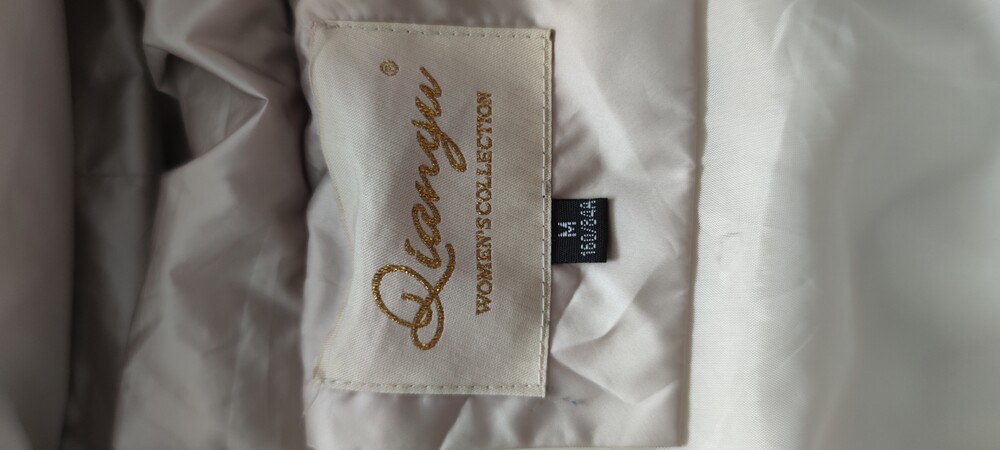 Qianyu ®
WOMEN'S COLLECTION
M
160/84A